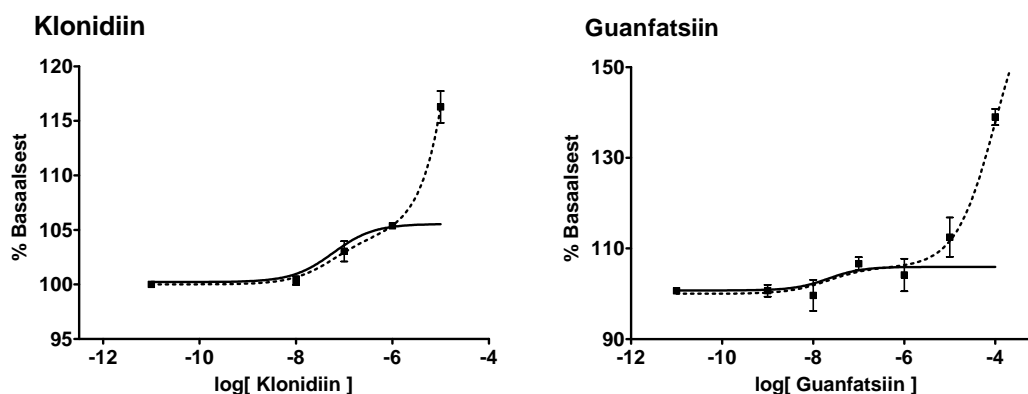 Klonidiin
120
115
110
105
100
95
% Basaalsest
-12 -10 -8 -6 -4
log[ Klonidiin ]
Guanfatsiin
150
130
110
90
% Basaalsest
-12 -10 -8 -6 -4
log[ Guanfatsiin ]